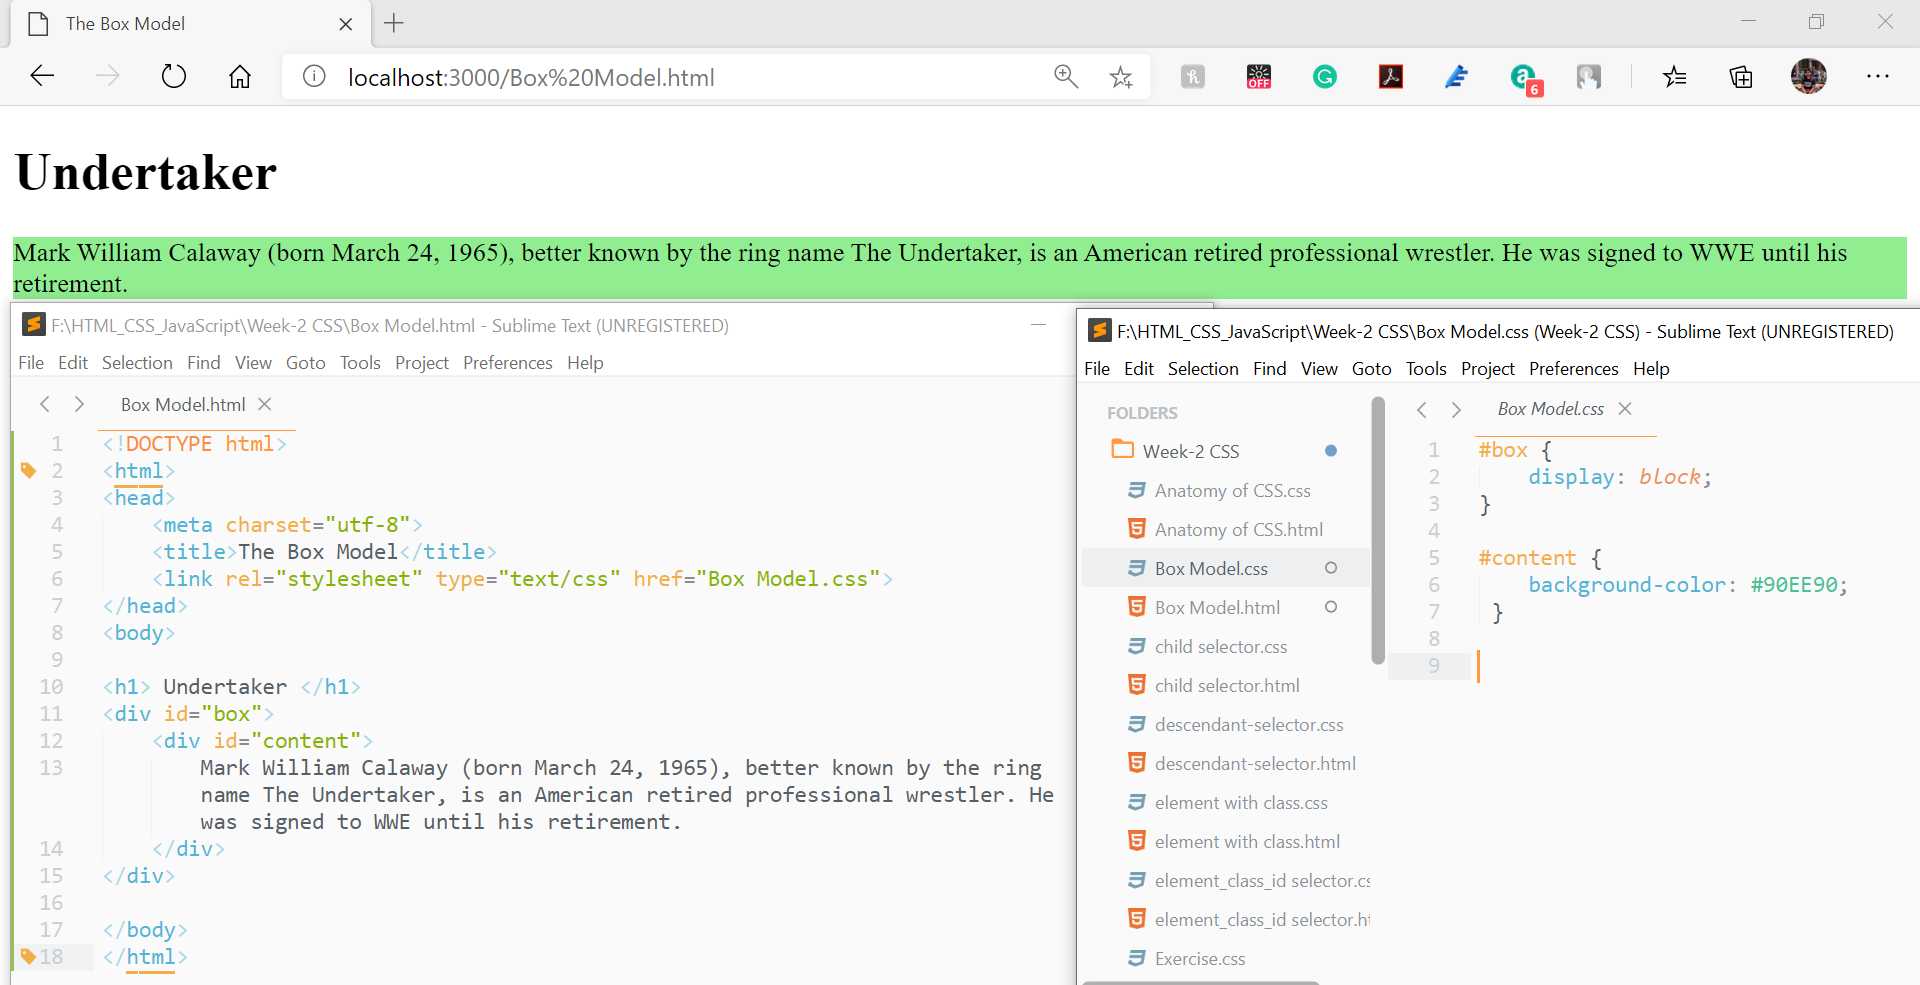 The Box Model
localhost:3000/Box%20Model.html
OFF
6
Undertaker
Mark William Calaway (born March 24, 1965), better known by the ring name The Undertaker, is an American retired professional wrestler. He was signed to WWE until his
retirement.
F:\HTML_CSS_JavaScript\Week-2 CSS\Box Model.html - Sublime Text (UNREGISTERED)
File Edit Selection Find View Goto Tools Project Preferences Help
Box Model.html
1 <!DOCTYPE html>
2 <html>
3 <head>
4 <meta charset="utf-8">
5 <title>The Box Model</title>
6 <link rel="stylesheet" type="text/css" href="Box Model.css">
7 </head>
8 <body>
9
10 <h1> Undertaker </h1>
11 <div id="box">
12 <div id="content">
13 Mark William Calaway (born March 24, 1965), better known by the ring
name The Undertaker, is an American retired professional wrestler. He
was signed to WWE until his retirement.
14 </div>
15 </div>
16
17 </body>
18 </html>
F:\HTML_CSS_JavaScript\Week-2 CSS\Box Model.css (Week-2 CSS) - Sublime Text (UNREGISTERED)
File Edit Selection Find View Goto Tools Project Preferences Help
FOLDERS
Week-2 CSS
Anatomy of CSS.css
Anatomy of CSS.html
Box Model.css
Box Model.html
child selector.css
child selector.html
descendant-selector.css
descendant-selector.html
element with class.css
element with class.html
element_class_id selector.cs
element_class_id selector.ht
Exercise.css
Box Model.css
1 #box {
2 display: block;
3 }
4
5 #content {
6 background-color: #90EE90;
7 }
8
9